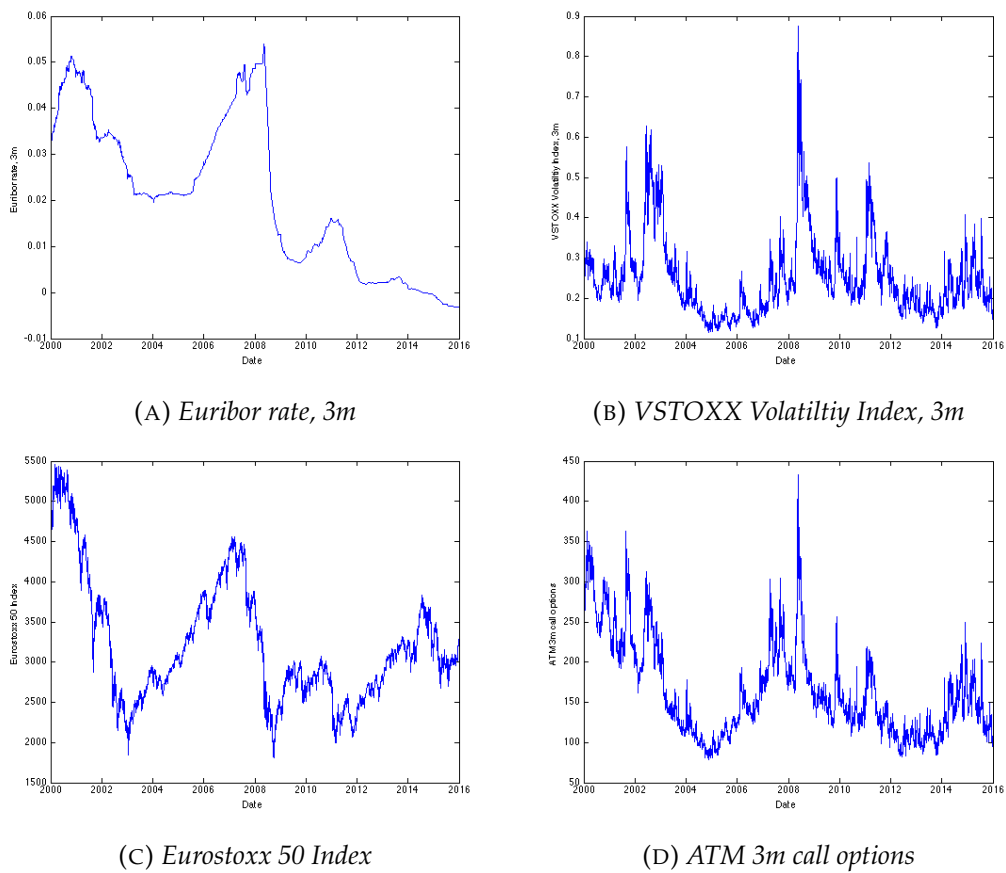 0.06
0.05
0.04
0.03
0.02
0.01
0
-0.01
Euribor rate, 3m
2000 2002 2004 2006 2008 2010 2012 2014 2016
Date
(A) Euribor rate, 3m
0.9
0.8
0.7
0.6
0.5
0.4
0.3
0.2
0.1
VSTOXX Volatiltiy Index, 3m
2000 2002 2004 2006 2008 2010 2012 2014 2016
Date
(B) VSTOXX Volatiltiy Index, 3m
5500
5000
4500
4000
3500
3000
2500
2000
1500
Eurostoxx 50 Index
2000 2002 2004 2006 2008 2010 2012 2014 2016
Date
(C) Eurostoxx 50 Index
450
400
350
300
250
200
150
100
50
ATM 3m call options
2000 2002 2004 2006 2008 2010 2012 2014 2016
Date
(D) ATM 3m call options